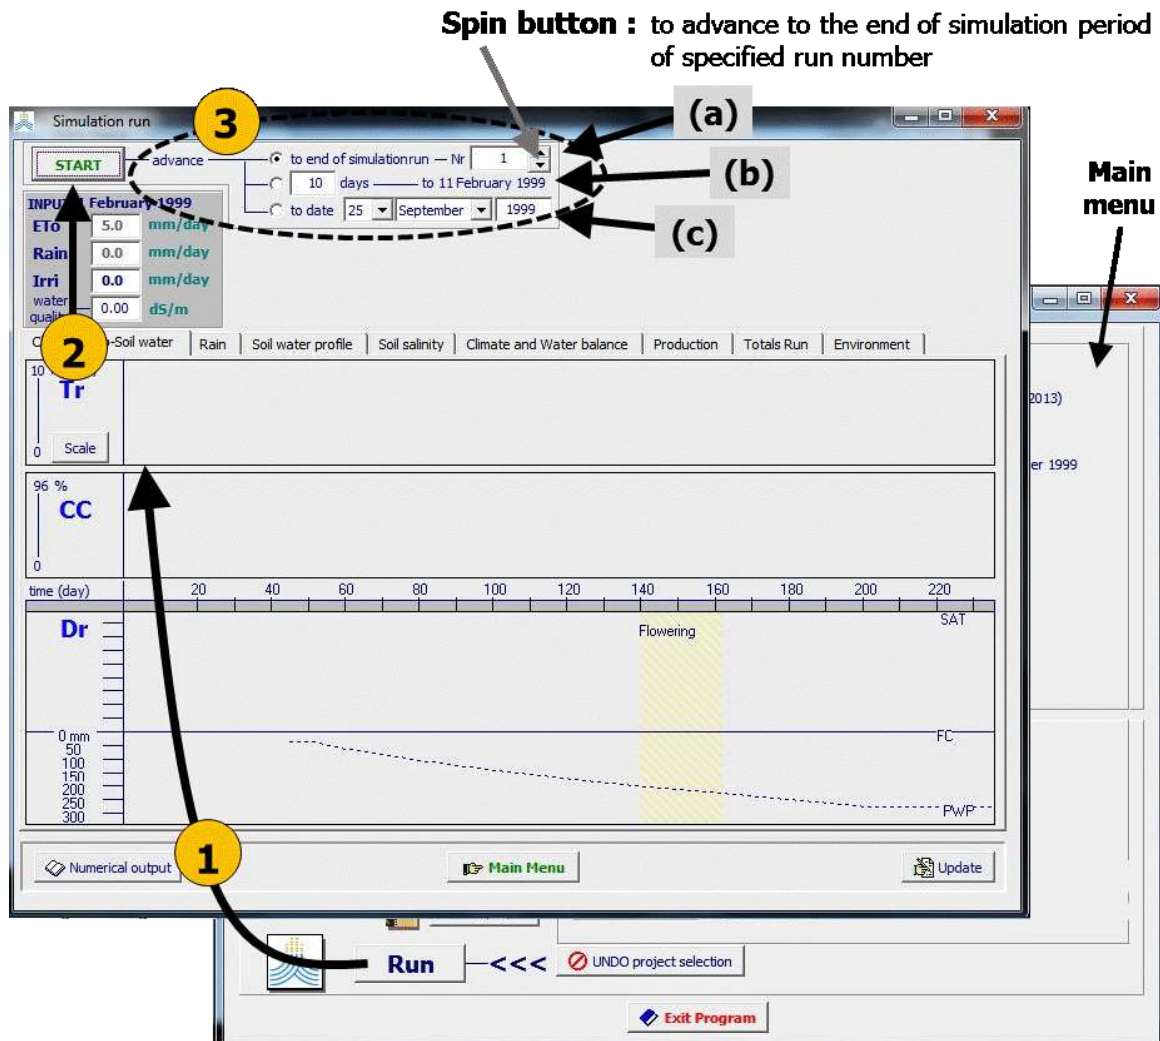 Spin button : to advance to the end of simulation period
of specified run number
Simulation run
3
(a)
START
advance
to end of simulationrun — Nr 1
(b)
10 days to 11 February 1999
Main
menu
to date 25 September 1999
(c)
INPUT February 1999
ETo 5.0 mm/day
Rain 0.0 mm/day
Irri 0.0 mm/day
water
quality 0.00 dS/m
2
-Soil water Rain Soil water profile Soil salinity Climate and Water balance Production Totals Run Environment
10
Tr
0 Scale
2013)
er 1999
96 %
CC
0
time (day) 20 40 60 80 100 120 140 160 180 200 220
Dr
Flowering
SAT
0 mm
FC
50
100
150
200
250
300
PWP
1
Numerical output Main Menu Update
Run <<< UNDO project selection
Exit Program